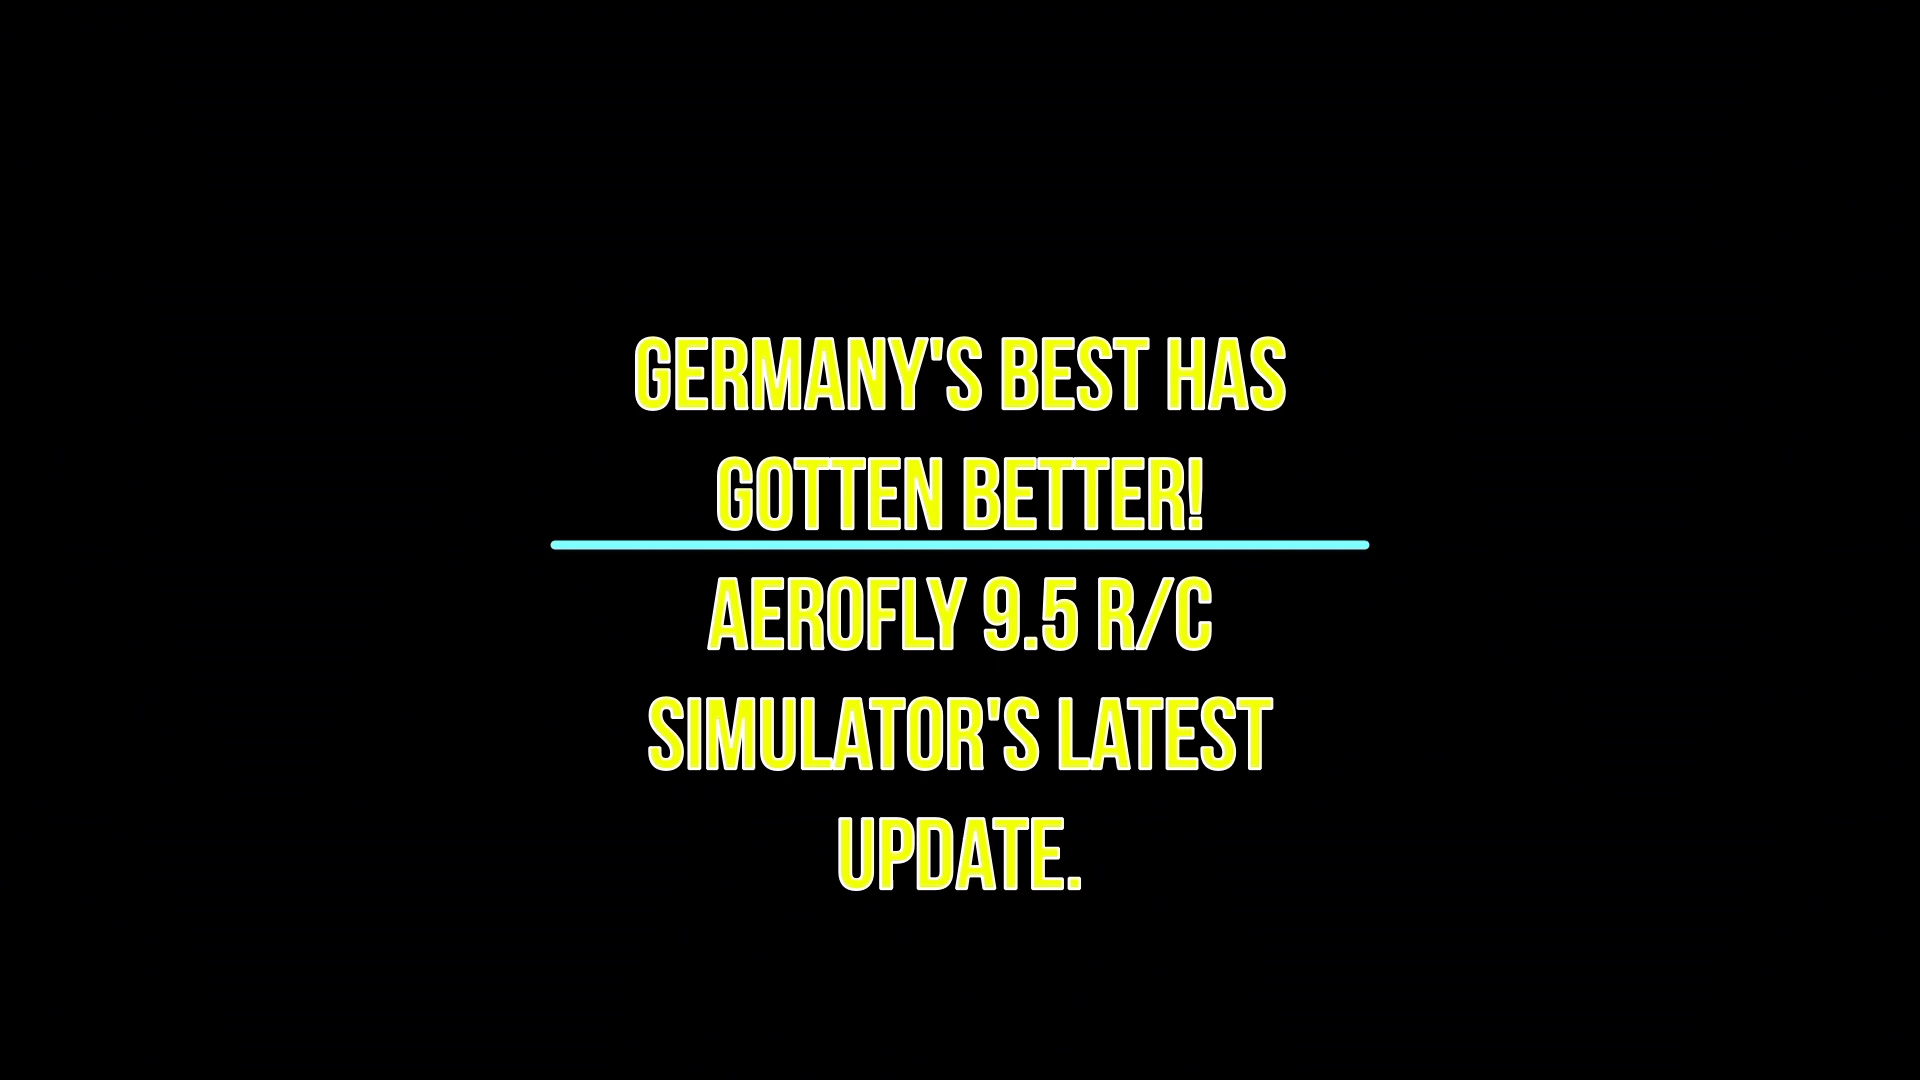 GERMANY'S BEST HAS
GOTTEN BETTER!
AEROFLY 9.5 R/C
SIMULATOR'S LATEST
UPDATE.